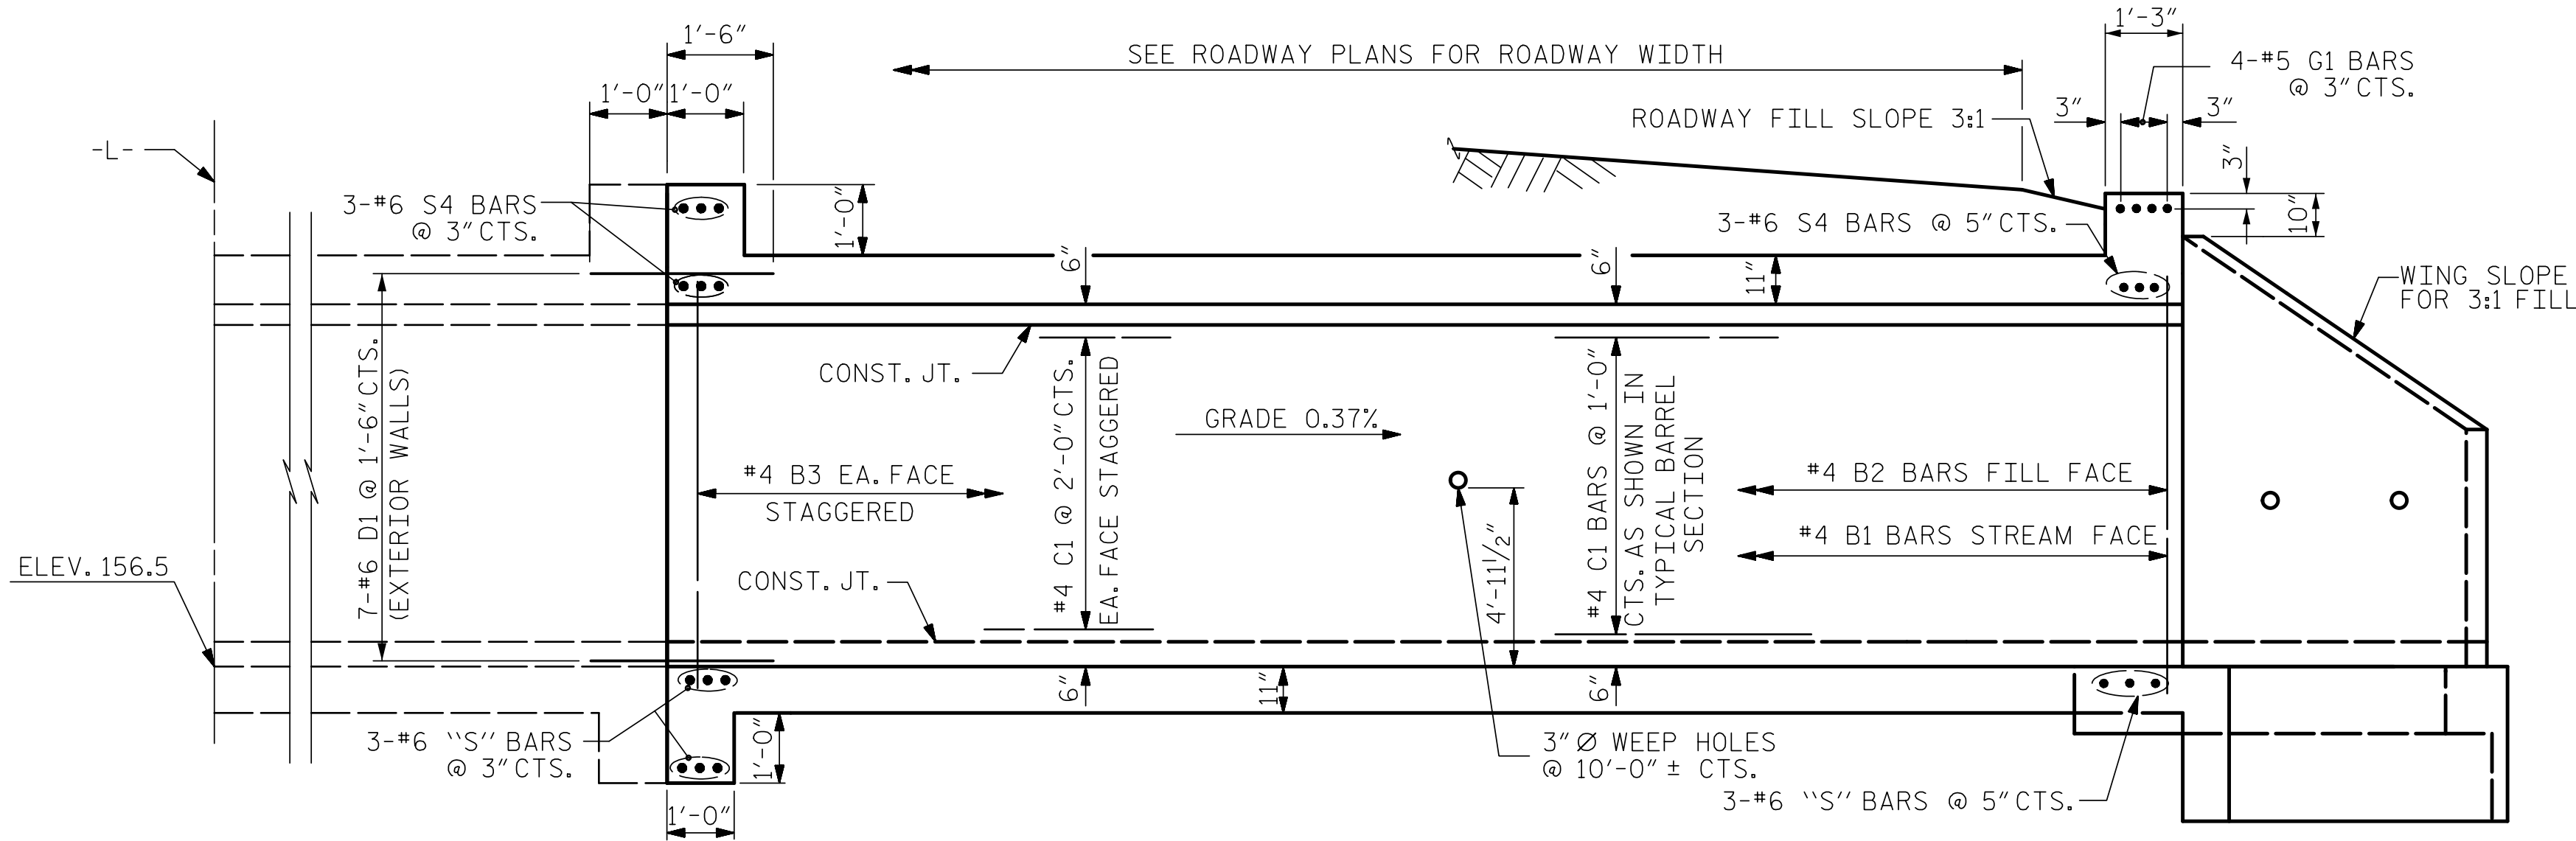 1'-3"
1'-6"
SEE ROADWAY PLANS FOR ROADWAY WIDTH
4-#5 G1 BARS
@ 3" CTS.
1'-0"
1'-0"
3"
3"
ROADWAY FILL SLOPE 3:1
-L-
3"
3-#6 S4 BARS
@ 3" CTS.
1'-0"
10"
3-#6 S4 BARS @ 5" CTS.
6"
6"
11"
WING SLOPE
FOR 3:1 FILL
7-#6 D1 @ 1'-6" CTS.
(EXTERIOR WALLS)
CONST. JT.
#4 C1 @ 2'-0" CTS.
EA. FACE STAGGERED
GRADE 0.37%
#4 C1 BARS @ 1'-0"
CTS. AS SHOWN IN
TYPICAL BARREL
SECTION
#4 B3 EA. FACE
STAGGERED
#4 B2 BARS FILL FACE
#4 B1 BARS STREAM FACE
4'-11 1/2"
ELEV. 156.5
CONST. JT.
6"
11"
6"
3-#6 "S" BARS
@ 3" CTS.
1'-0"
3" Ø WEEP HOLES
@ 10'-0" ± CTS.
3-#6 "S" BARS @ 5" CTS.
1'-0"